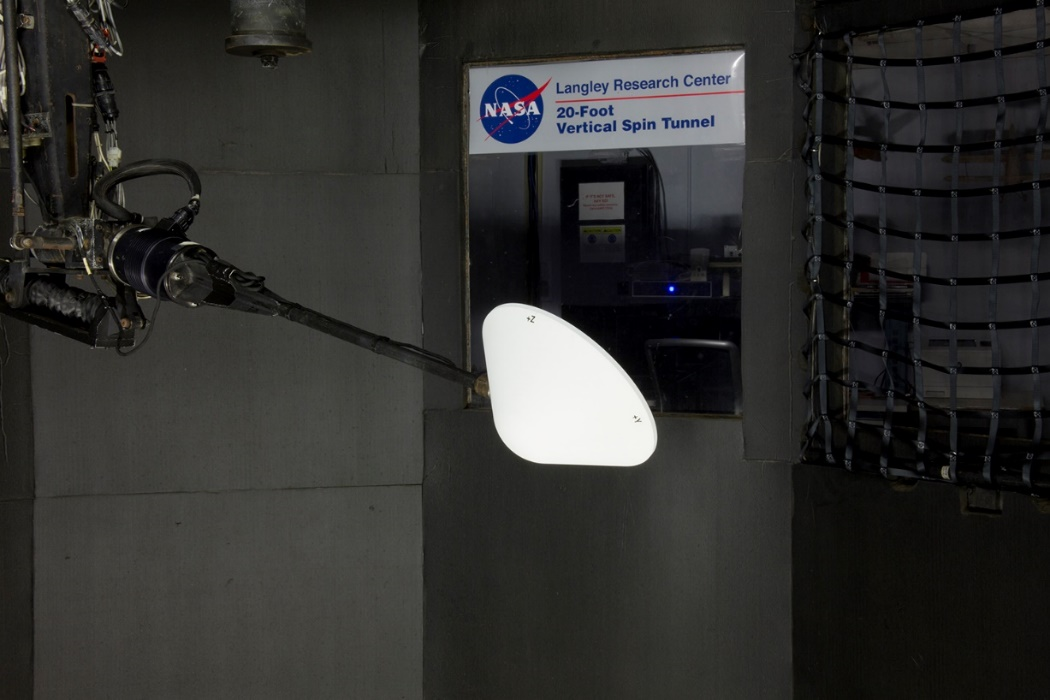 NASA
Langley Research Center
20-Foot
Vertical Spin Tunnel
+Z
+Y